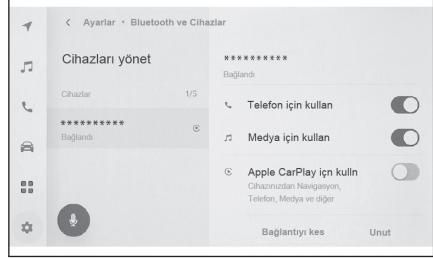 Ayarlar • Bluetooth ve Cihazlar
Cihazları yönet
Cihazlar 1/5
**********
Bağlandı
**********
Bağlandı
Telefon için kullan
Medya için kullan
Apple CarPlay içn kulln
Cihazınızdan Navigasyon,
Telefon, Medya ve diğer
Bağlantıyı kes Unut